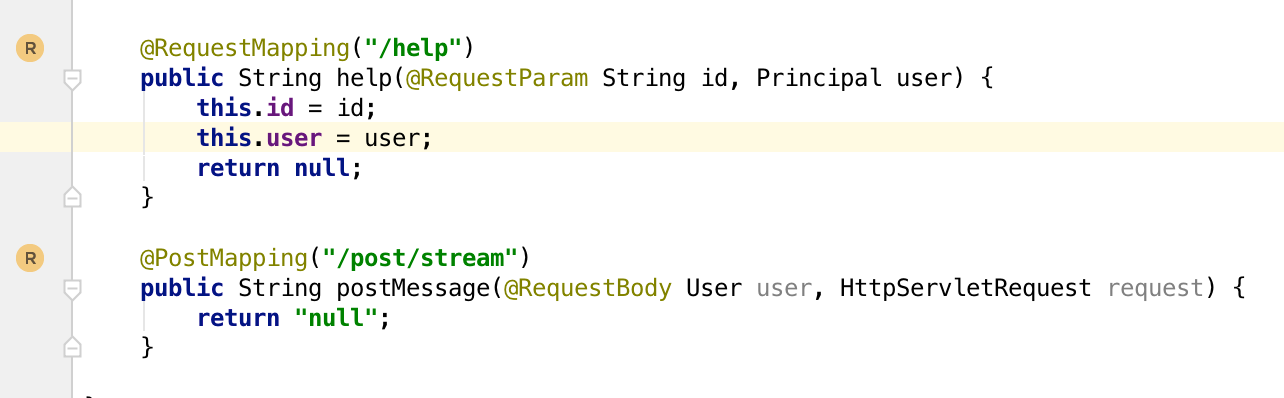 R @RequestMapping("/help")
public String help(@RequestParam String id, Principal user) {
this.id = id;
this.user = user;
return null;
}
R @PostMapping("/post/stream")
public String postMessage(@RequestBody User user, HttpServletRequest request) {
return "null";
}